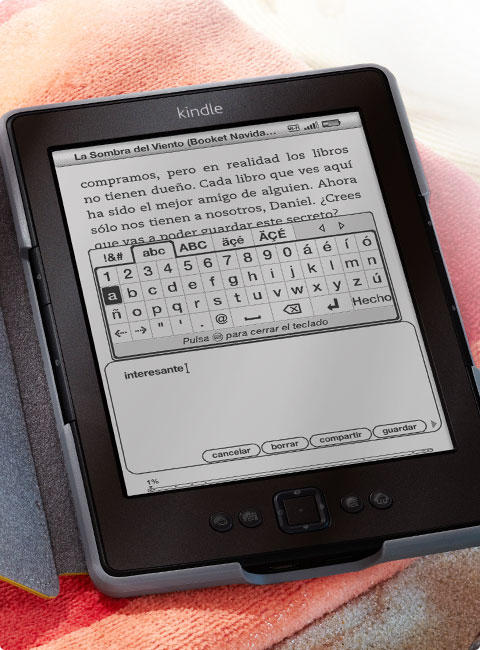 kindle
La Sombra del Viento (Booket Navida...
compramos, pero en realidad los libros
no tienen dueño. Cada libro que ves aquí
ha sido el mejor amigo de alguien. Ahora
sólo nos tienen a nosotros, Daniel. ¿Crees
que vas a poder guardar este secreto?
!&# abc ABC äçé ÄÇÉ
1 2 3 4 5 6 7 8 9 0 á é í ó
a b c d e f g h i j k l m n
ñ o p q r s t u v w x y z ú
" ' . @ Hecho
Pulsa para cerrar el teclado
interesante
cancelar borrar compartir guardar
1%